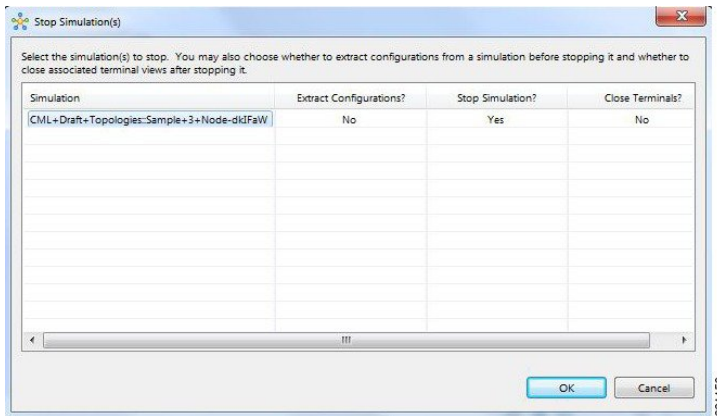 Stop Simulation(s)
Select the simulation(s) to stop. You may also choose whether to extract configurations from a simulation before stopping it and whether to
close associated terminal views after stopping it.
Simulation Extract Configurations? Stop Simulation? Close Terminals?
CML+Draft+Topologies::Sample+3+Node-dkIFaW No Yes No
OK Cancel